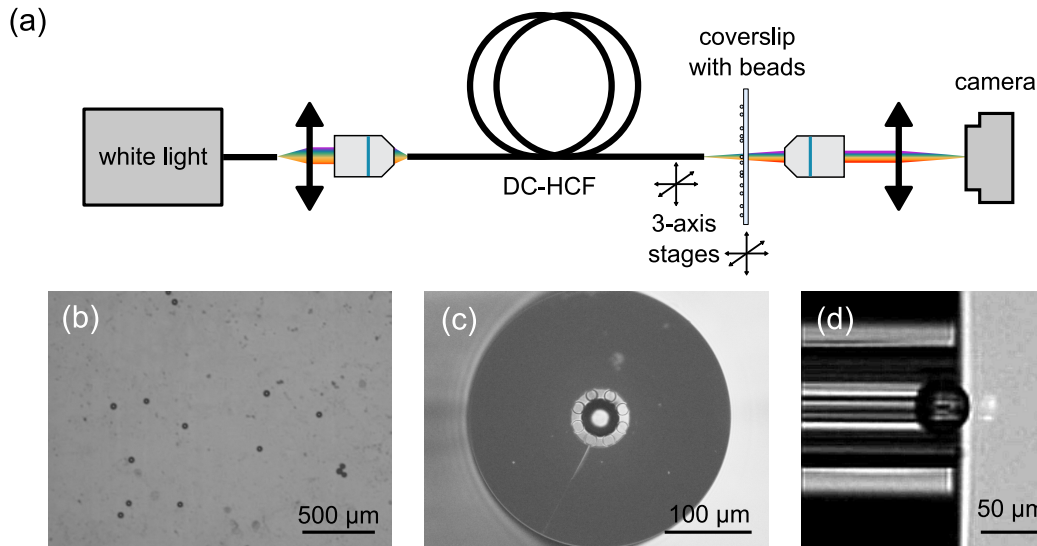 (a)
coverslip
with beads
camera
white light
DC-HCF
3-axis
stages
(b)
(c)
(d)
500 µm
100 µm
50 µm